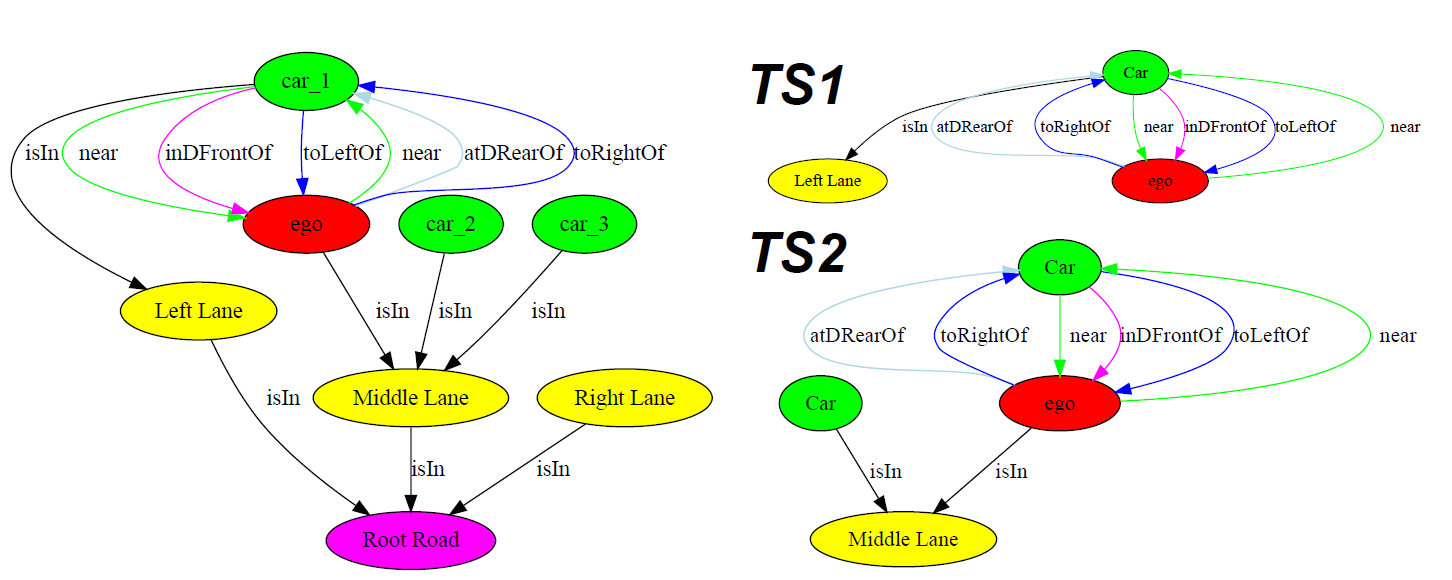 car_1
isIn near inDFrontOf toLeftOf near atDRearOf toRightOf
ego car_2 car_3
isIn isIn isIn
Left Lane
isIn
Middle Lane Right Lane
isIn isIn
Root Road
TS1
Car
isIn atDRearOf toRightOf near inDFrontOf toLeftOf near
Left Lane ego
TS2
Car
atDRearOf toRightOf near inDFrontOf toLeftOf near
Car ego
isIn isIn
Middle Lane